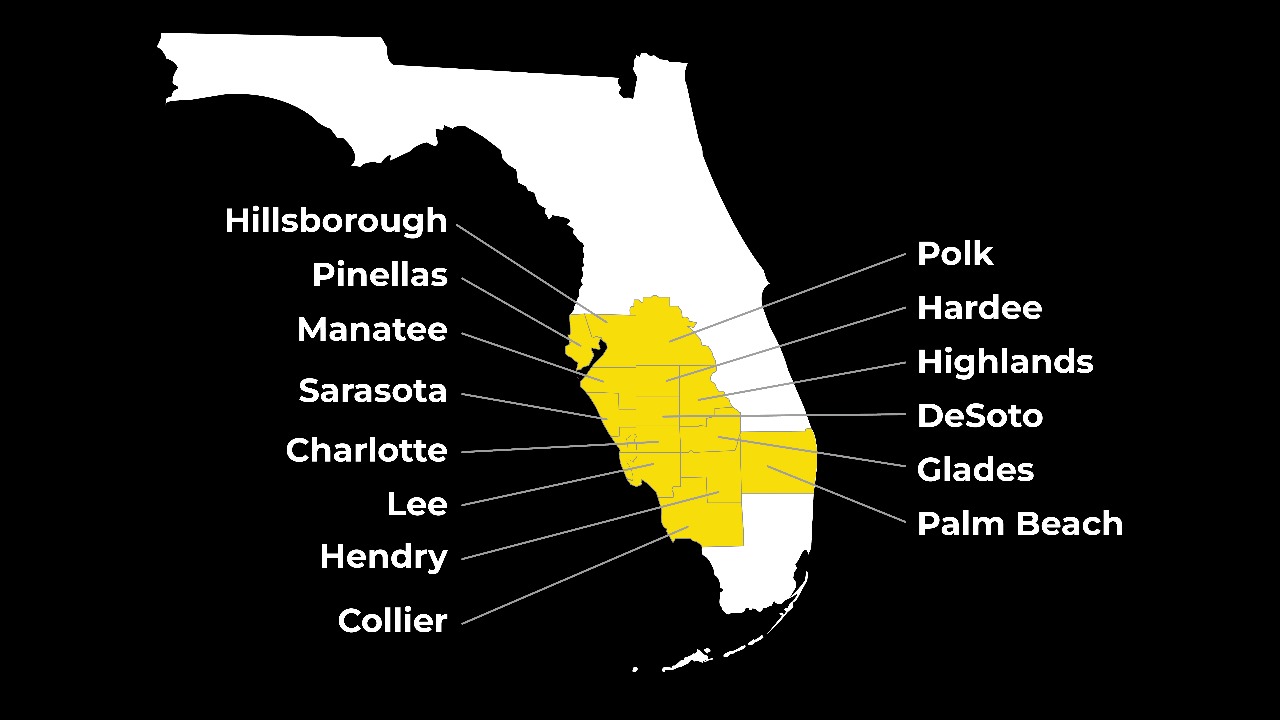 Hillsborough
Pinellas
Manatee
Sarasota
Charlotte
Lee
Hendry
Collier
Polk
Hardee
Highlands
DeSoto
Glades
Palm Beach